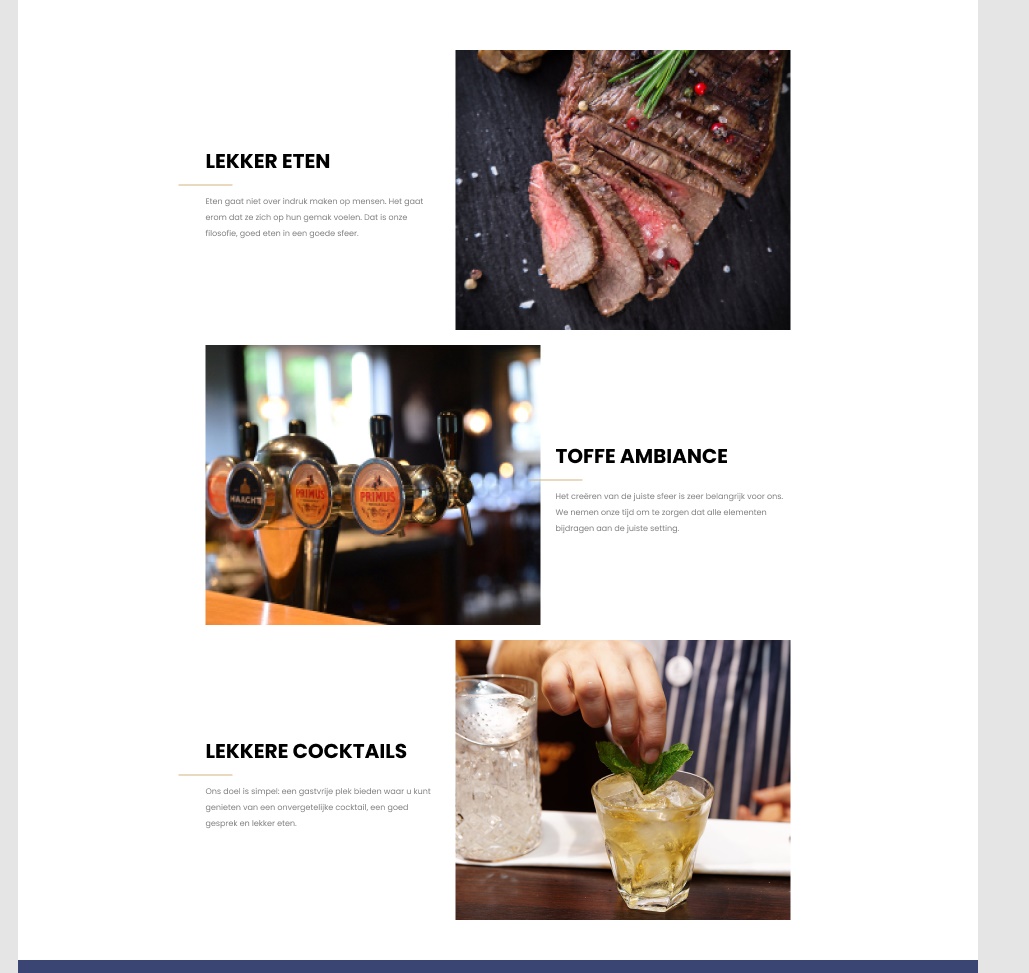 LEKKER ETEN
Eten gaat niet over indruk maken op mensen. Het gaat
erom dat ze zich op hun gemak voelen. Dat is onze
filosofie, goed eten in een goede sfeer.
HAACHT
PRIMUS
PRIMUS
TOFFE AMBIANCE
Het creëren van de juiste sfeer is zeer belangrijk voor ons.
We nemen onze tijd om te zorgen dat alle elementen
bijdragen aan de juiste setting.
LEKKERE COCKTAILS
Ons doel is simpel: een gastvrije plek bieden waar u kunt
genieten van een onvergetelijke cocktail, een goed
gesprek en lekker eten.